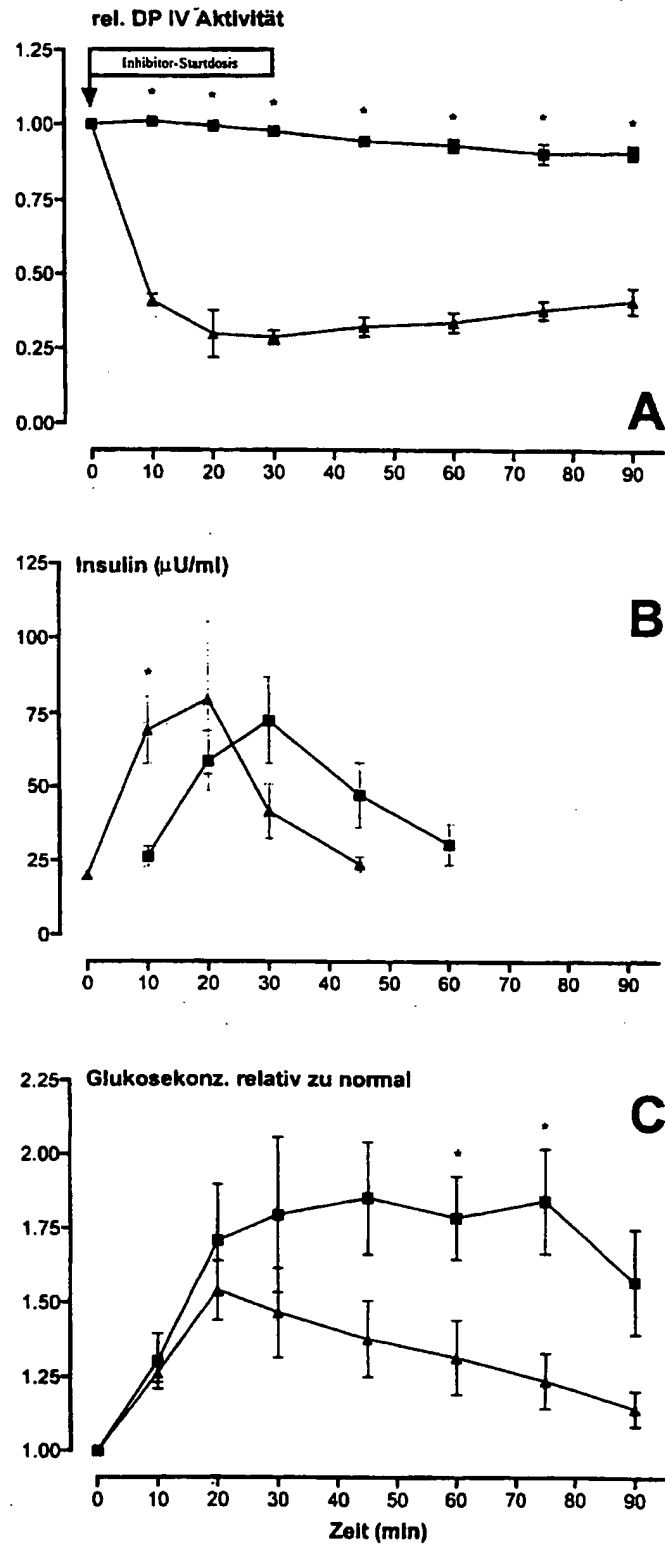 rel. DP IV Aktivität
1.25
Inhibitor-Startdosis
* * * * * * *
1.00
0.75
0.50
0.25
0.00
A
0 10 20 30 40 50 60 70 80 90
125
Insulin (µU/ml)
B
100
*
75
50
25
0
0 10 20 30 40 50 60 70 80 90
2.25
Glukosekonz. relativ zu normal
C
* *
2.00
1.75
1.50
1.25
1.00
0 10 20 30 40 50 60 70 80 90
Zeit (min)